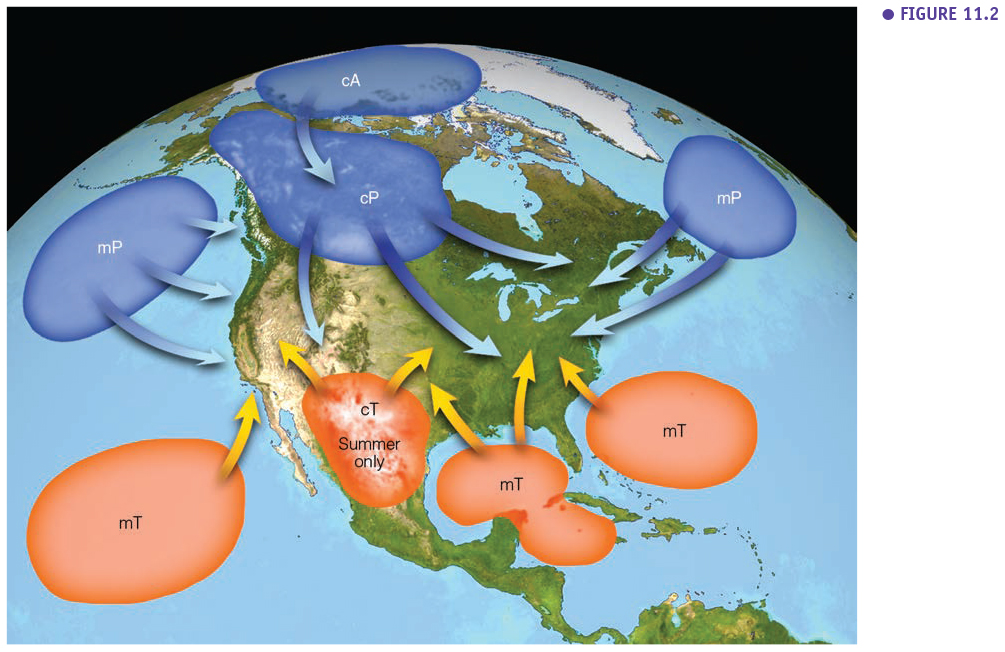 ● FIGURE 11.2
cA
cP
mP
mP
cT
Summer
only
mT
mT
mT